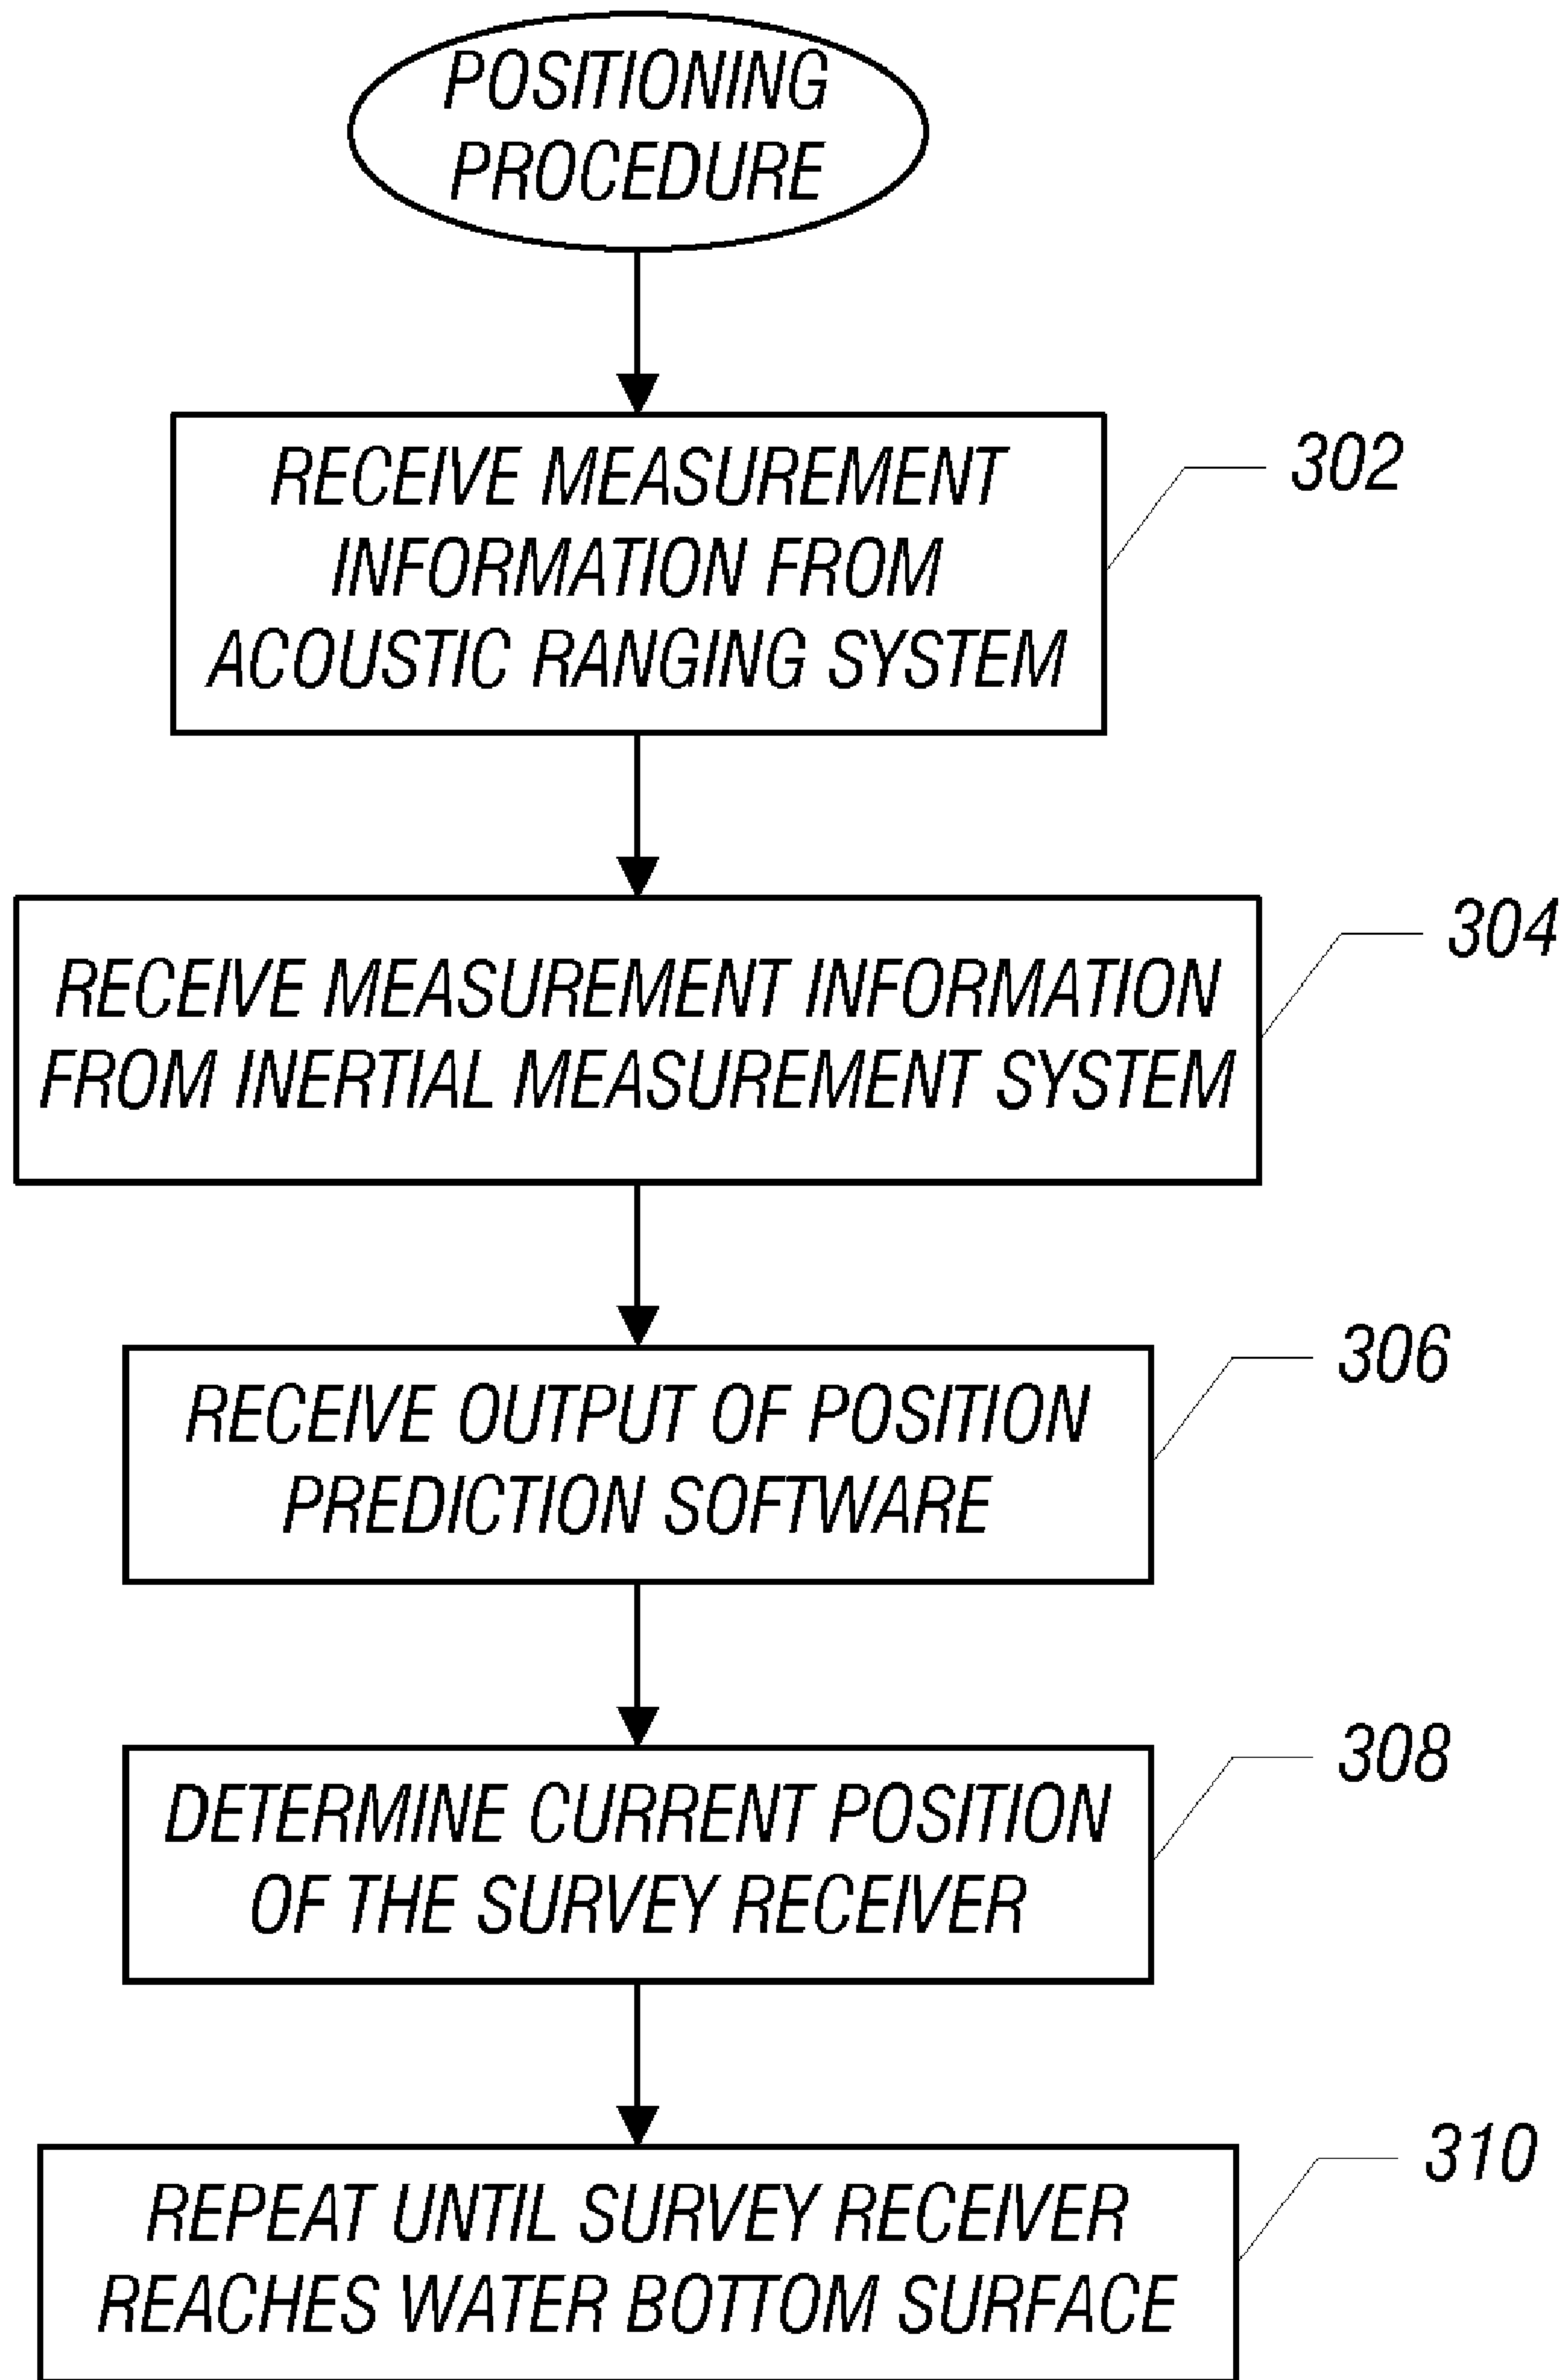 POSITIONING
PROCEDURE
RECEIVE MEASUREMENT
INFORMATION FROM
ACOUSTIC RANGING SYSTEM
302
RECEIVE MEASUREMENT INFORMATION
FROM INERTIAL MEASUREMENT SYSTEM
304
RECEIVE OUTPUT OF POSITION
PREDICTION SOFTWARE
306
DETERMINE CURRENT POSITION
OF THE SURVEY RECEIVER
308
REPEAT UNTIL SURVEY RECEIVER
REACHES WATER BOTTOM SURFACE
310